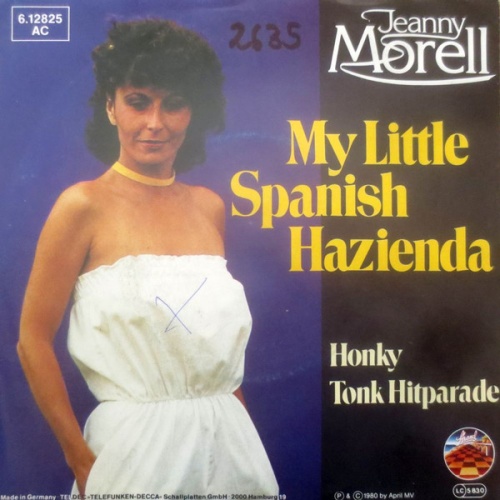 6.12825
AC
2635
Jeanny
Morell
My Little
Spanish
Hazienda
Honky
Tonk Hitparade
Made in Germany · TELDEC »TELEFUNKEN-DECCA« Schallplatten GmbH · 2000 Hamburg 19
Ⓟ & © 1980 by April MV
LC 5830